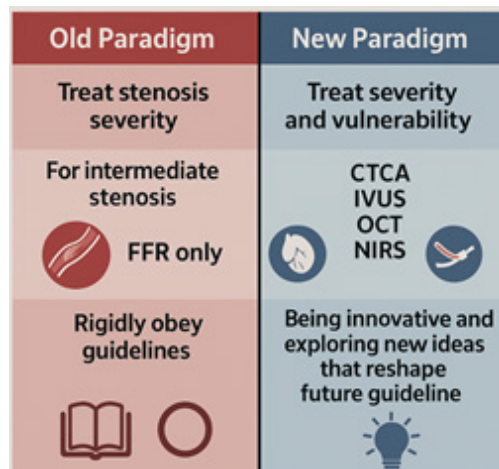 Old Paradigm
New Paradigm
Treat stenosis
severity
Treat severity
and vulnerability
For intermediate
stenosis
FFR only
CTCA
IVUS
OCT
NIRS
Rigidly obey
guidelines
Being innovative and
exploring new ideas
that reshape
future guideline